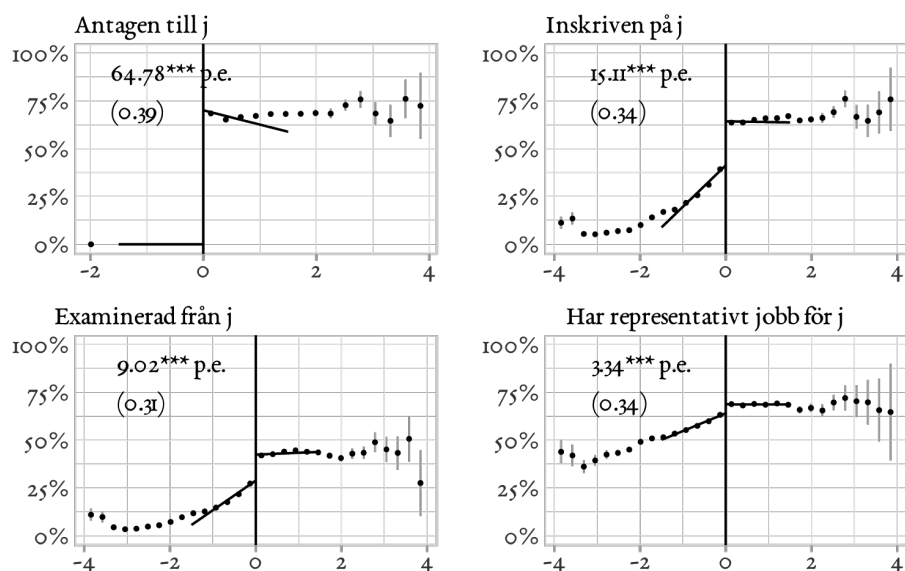 Antagen till j
100%
75%
50%
25%
0%
64.78*** p.e.
(0.39)
-2 0 2 4
Inskriven på j
100%
75%
50%
25%
0%
15.11*** p.e.
(0.34)
-4 -2 0 2 4
Examinerad från j
100%
75%
50%
25%
0%
9.02*** p.e.
(0.31)
-4 -2 0 2 4
Har representativt jobb för j
100%
75%
50%
25%
0%
3.34*** p.e.
(0.34)
-4 -2 0 2 4